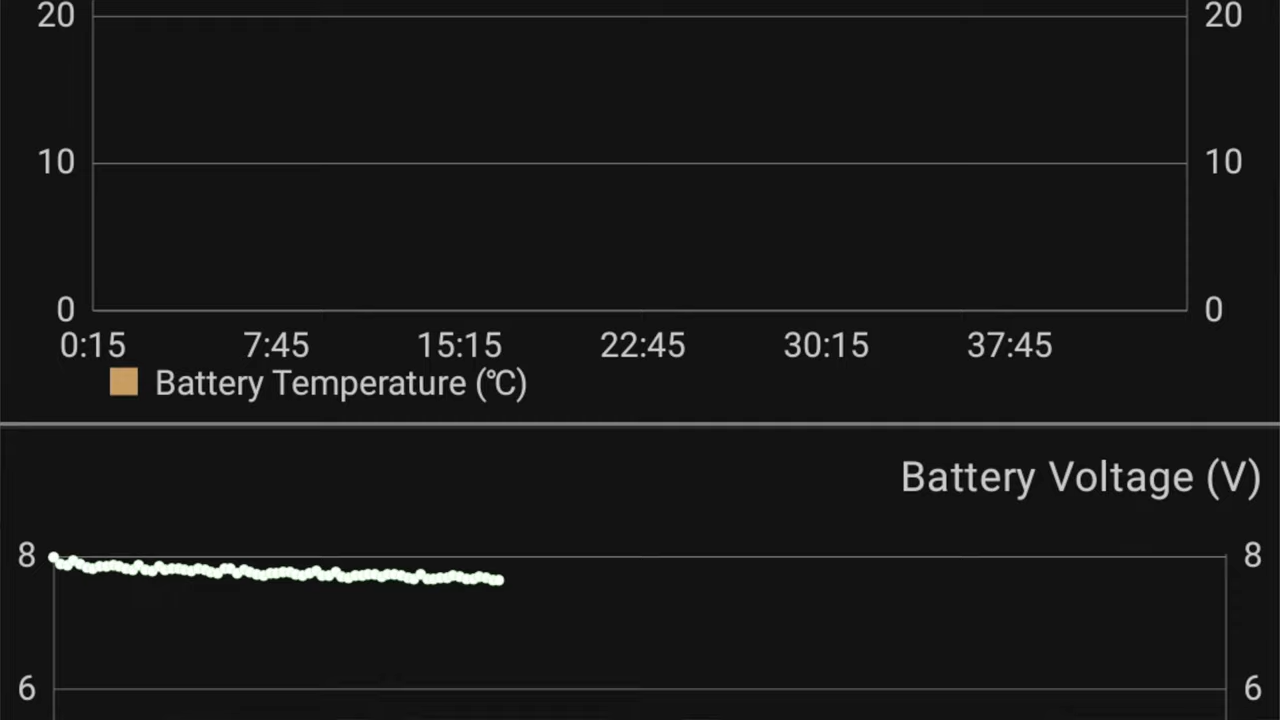 20 20
10 10
0 0
0:15 7:45 15:15 22:45 30:15 37:45
Battery Temperature (℃)
Battery Voltage (V)
8 8
6 6